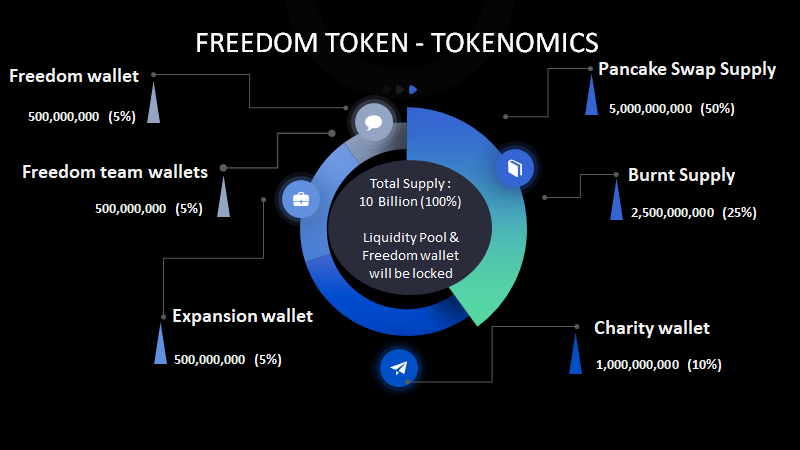 FREEDOM TOKEN - TOKENOMICS
Freedom wallet
500,000,000 (5%)
Freedom team wallets
500,000,000 (5%)
Expansion wallet
500,000,000 (5%)
Total Supply :
10 Billion (100%)
Liquidity Pool &
Freedom wallet
will be locked
Pancake Swap Supply
5,000,000,000 (50%)
Burnt Supply
2,500,000,000 (25%)
Charity wallet
1,000,000,000 (10%)